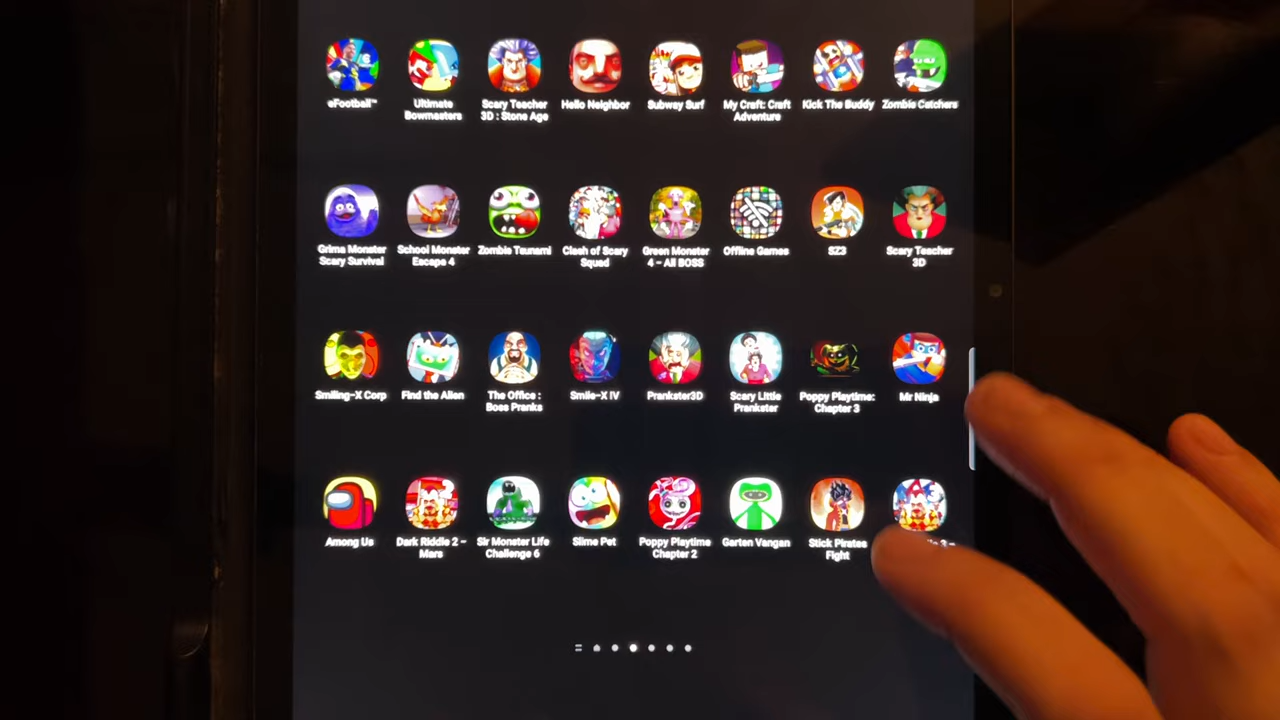 eFootball™
Ultimate
Bowmasters
Scary Teacher
3D : Stone Age
Hello Neighbor
Subway Surf
My Craft: Craft
Adventure
Kick The Buddy
Zombie Catchers
Grima Monster
Scary Survival
School Monster
Escape 4
Zombie Tsunami
Clash of Scary
Squad
Green Monster
4 – All BOSS
Offline Games
SZ3
Scary Teacher
3D
Smiling-X Corp
Find the Alien
The Office :
Boss Pranks
Smile-X IV
Prankster3D
Scary Little
Prankster
Poppy Playtime:
Chapter 3
Mr Ninja
Among Us
Dark Riddle 2 –
Mars
Sir Monster Life
Challenge 6
Slime Pet
Poppy Playtime
Chapter 2
Garten Vangan
Stick Pirates
Fight